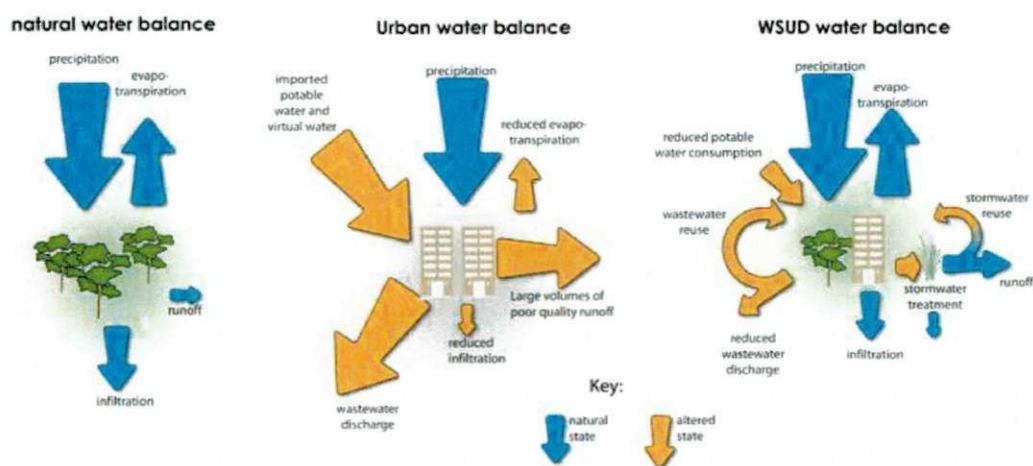 natural water balance
precipitation
evapo-
transpiration
runoff
infiltration
Urban water balance
imported
potable
water and
virtual water
precipitation
reduced evapo-
transpiration
Large volumes of
poor quality runoff
reduced
infiltration
wastewater
discharge
WSUD water balance
precipitation
evapo-
transpiration
reduced potable
water consumption
wastewater
reuse
stormwater
reuse
runoff
stormwater
treatment
reduced
wastewater
discharge
infiltration
Key:
natural
state
altered
state